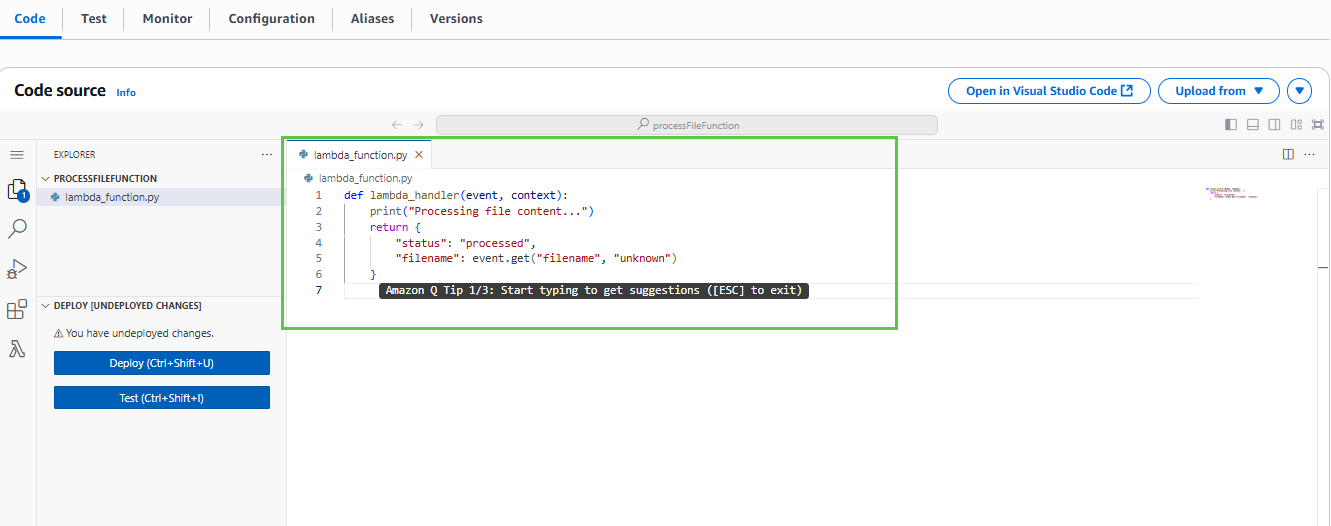 Code Test Monitor Configuration Aliases Versions
Code source Info Open in Visual Studio Code Upload from
processFileFunction
EXPLORER ...
PROCESSFILEFUNCTION
lambda_function.py
1
DEPLOY [UNDEPLOYED CHANGES]
You have undeployed changes.
Deploy (Ctrl+Shift+U)
Test (Ctrl+Shift+I)
lambda_function.py ...
lambda_function.py
1 def lambda_handler(event, context):
2     print("Processing file content...")
3     return {
4         "status": "processed",
5         "filename": event.get("filename", "unknown")
6     }
7 Amazon Q Tip 1/3: Start typing to get suggestions ([ESC] to exit)